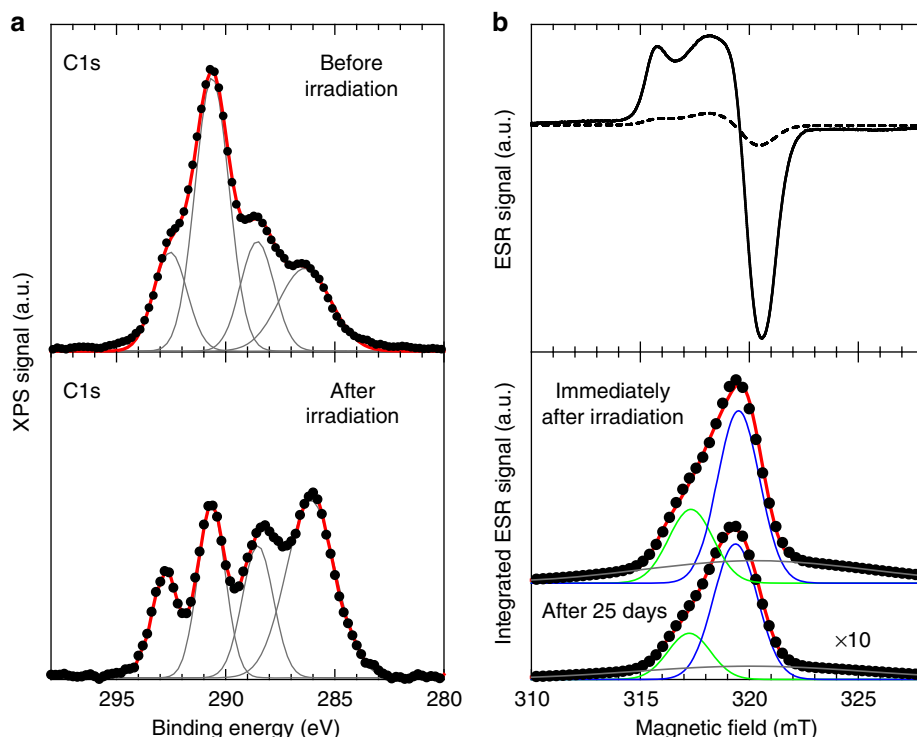 a
C1s
Before
irradiation
C1s
After
irradiation
XPS signal (a.u.)
295 290 285 280
Binding energy (eV)
b
ESR signal (a.u.)
Immediately
after irradiation
After 25 days
×10
Integrated ESR signal (a.u.)
310 315 320 325
Magnetic field (mT)